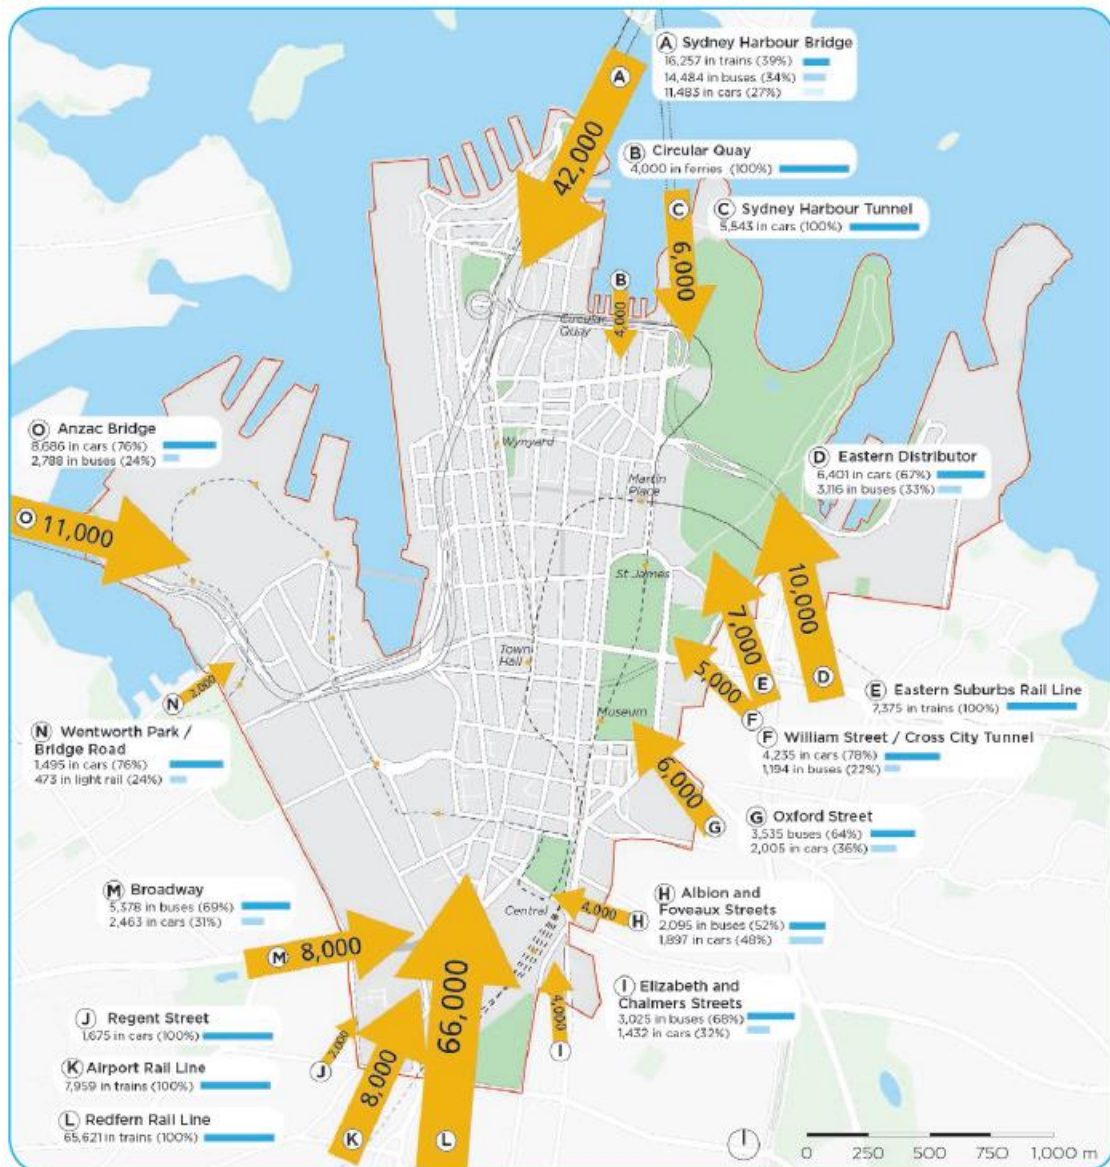 A Sydney Harbour Bridge
16,257 in trains (39%)
14,484 in buses (34%)
11,483 in cars (27%)
A
42,000
B Circular Quay
4,000 in ferries (100%)
C
6,000
C Sydney Harbour Tunnel
5,543 in cars (100%)
B
4,000
Circular
Quay
O Anzac Bridge
8,686 in cars (76%)
2,788 in buses (24%)
Wynyard
Martin
Place
D Eastern Distributor
6,401 in cars (67%)
3,116 in buses (33%)
O 11,000
St James
7,000
E
10,000
D
Town
Hall
5,000
F
N
2,000
E Eastern Suburbs Rail Line
7,375 in trains (100%)
Museum
N Wentworth Park /
Bridge Road
1,495 in cars (76%)
473 in light rail (24%)
F William Street / Cross City Tunnel
4,235 in cars (78%)
1,194 in buses (22%)
6,000
G
G Oxford Street
3,535 buses (64%)
2,005 in cars (36%)
M Broadway
5,378 in buses (69%)
2,463 in cars (31%)
Central
4,000
H
H Albion and
Foveaux Streets
2,095 in buses (52%)
1,897 in cars (48%)
M 8,000
66,000
L
4,000
I
I Elizabeth and
Chalmers Streets
3,025 in buses (68%)
1,432 in cars (32%)
J Regent Street
1,675 in cars (100%)
2,000
J
8,000
K
K Airport Rail Line
7,959 in trains (100%)
L Redfern Rail Line
65,621 in trains (100%)
0 250 500 750 1,000 m